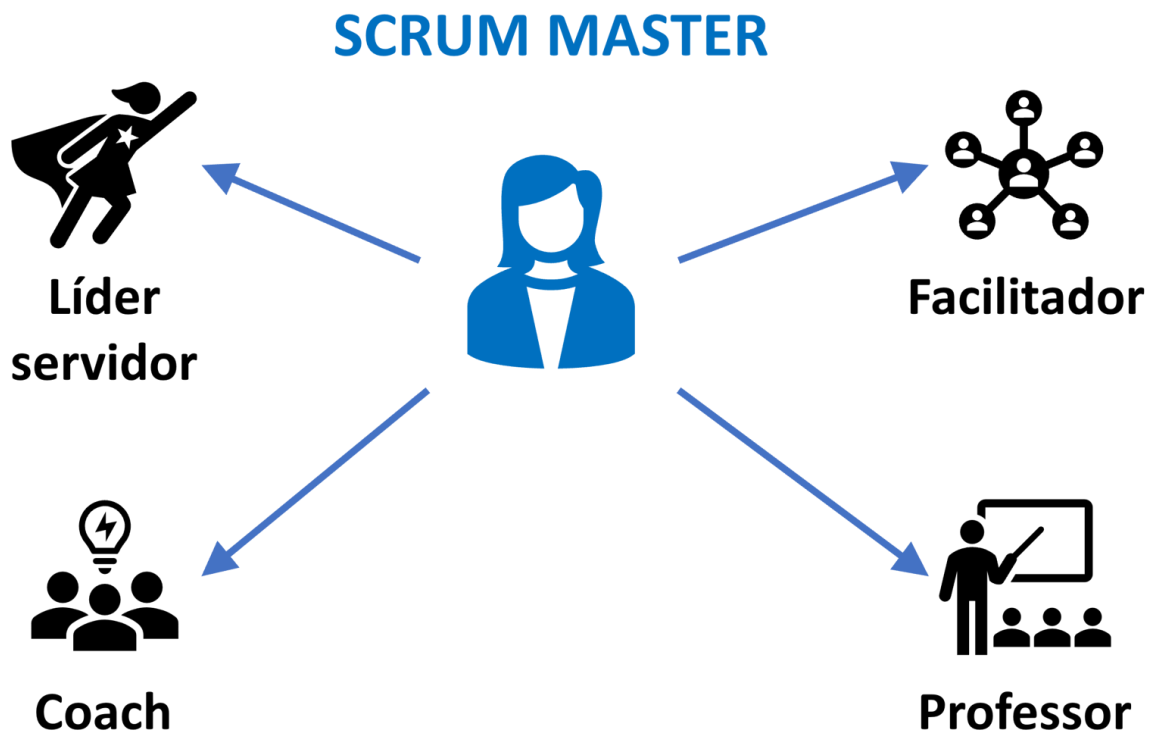 SCRUM MASTER
Líder
servidor
Facilitador
Coach
Professor